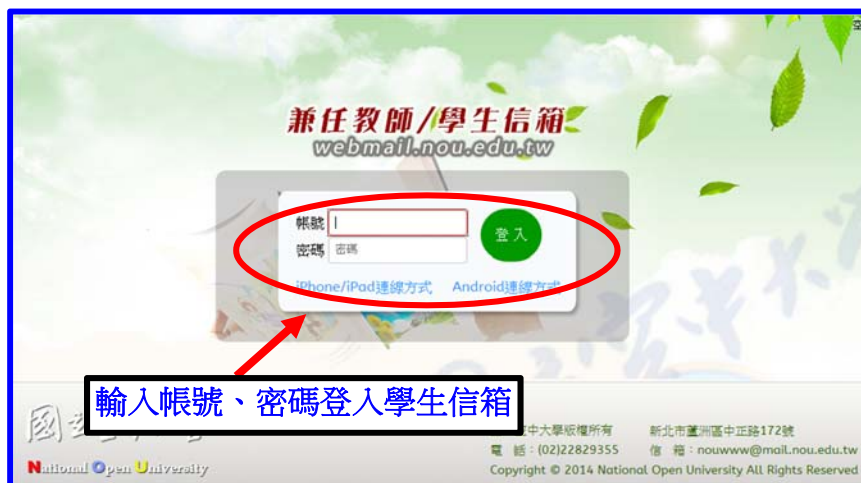 兼任教師/學生信箱
webmail.nou.edu.tw
帳號
密碼 密碼
登入
iPhone/iPad連線方式 Android連線方式
輸入帳號、密碼登入學生信箱
中大學版權所有 新北市蘆洲區中正路172號
電 話：(02)22829355 信 箱：nouwww@mail.nou.edu.tw
National Open University
Copyright © 2014 National Open University All Rights Reserved